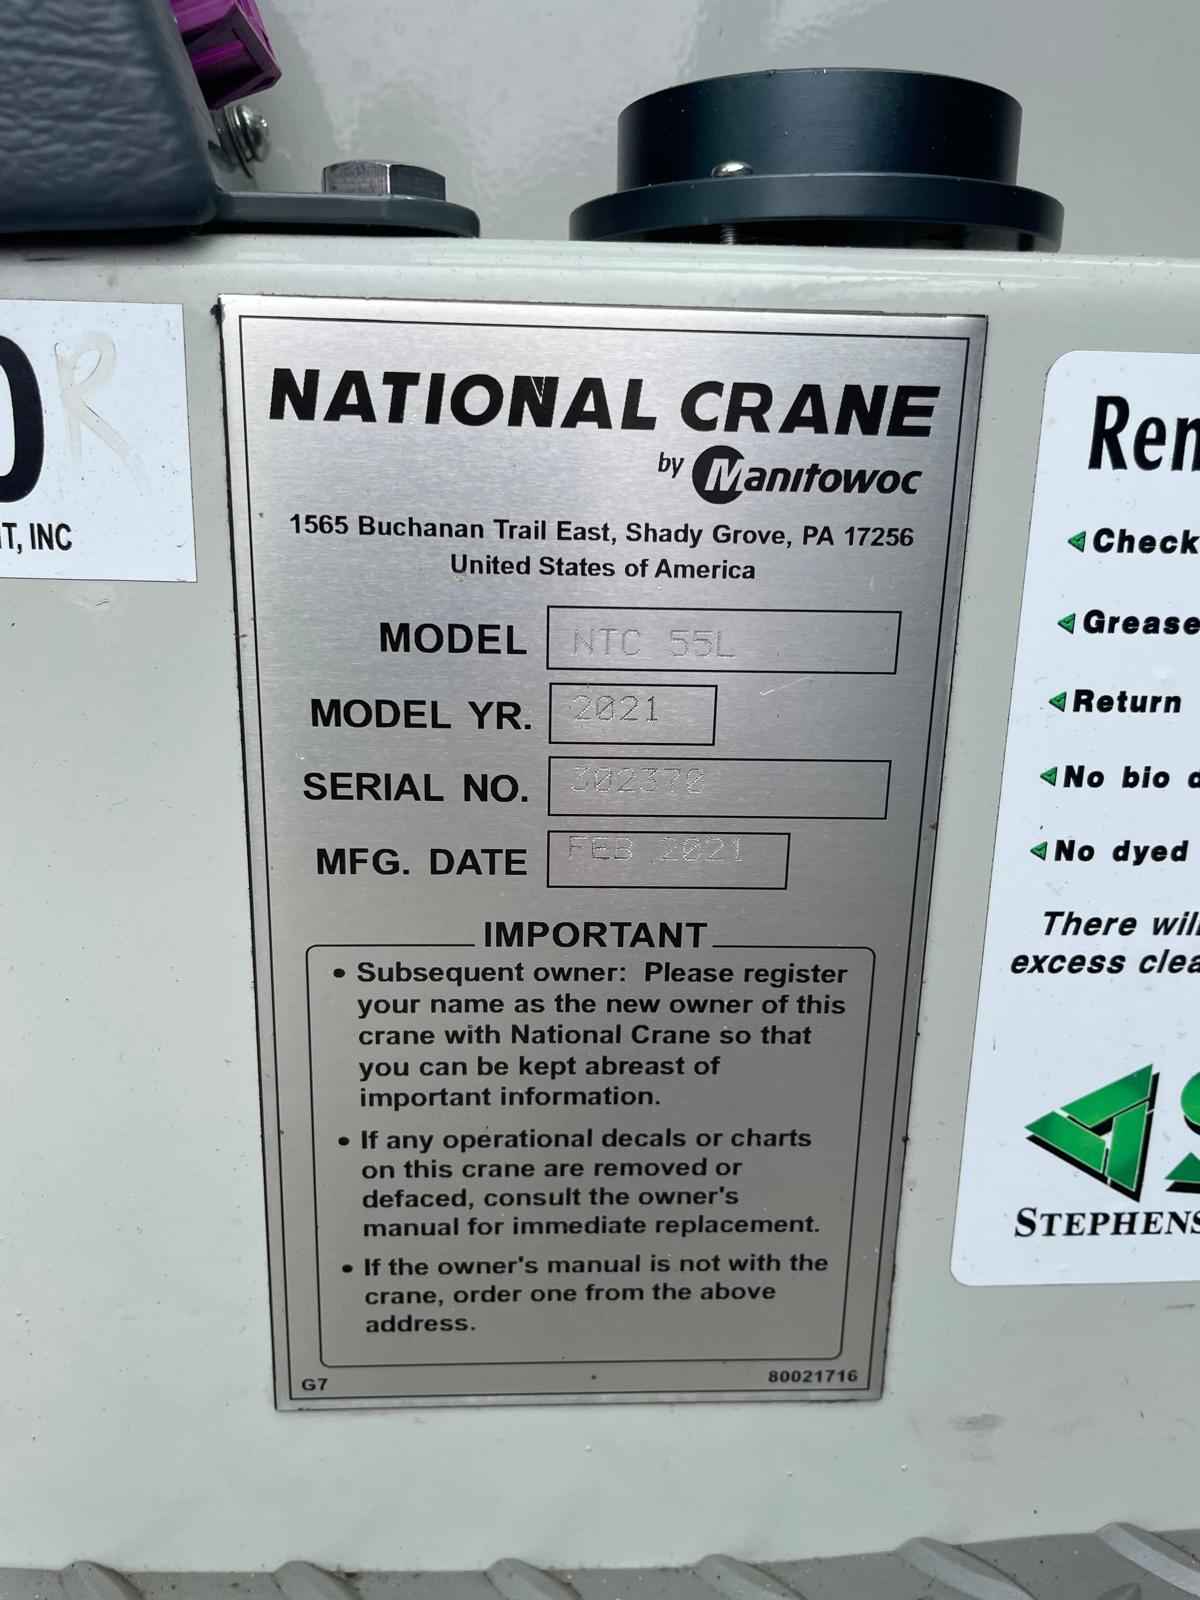 NATIONAL CRANE
by Manitowoc
1565 Buchanan Trail East, Shady Grove, PA 17256
United States of America
MODEL NTC 55L
MODEL YR. 2021
SERIAL NO. 302370
MFG. DATE FEB 2021
IMPORTANT
• Subsequent owner: Please register
your name as the new owner of this
crane with National Crane so that
you can be kept abreast of
important information.
• If any operational decals or charts
on this crane are removed or
defaced, consult the owner's
manual for immediate replacement.
• If the owner's manual is not with the
crane, order one from the above
address.
G7 80021716
0 R
T, INC
Ren
Check
Grease
Return
No bio d
No dyed
There will
excess clea
STEPHENS